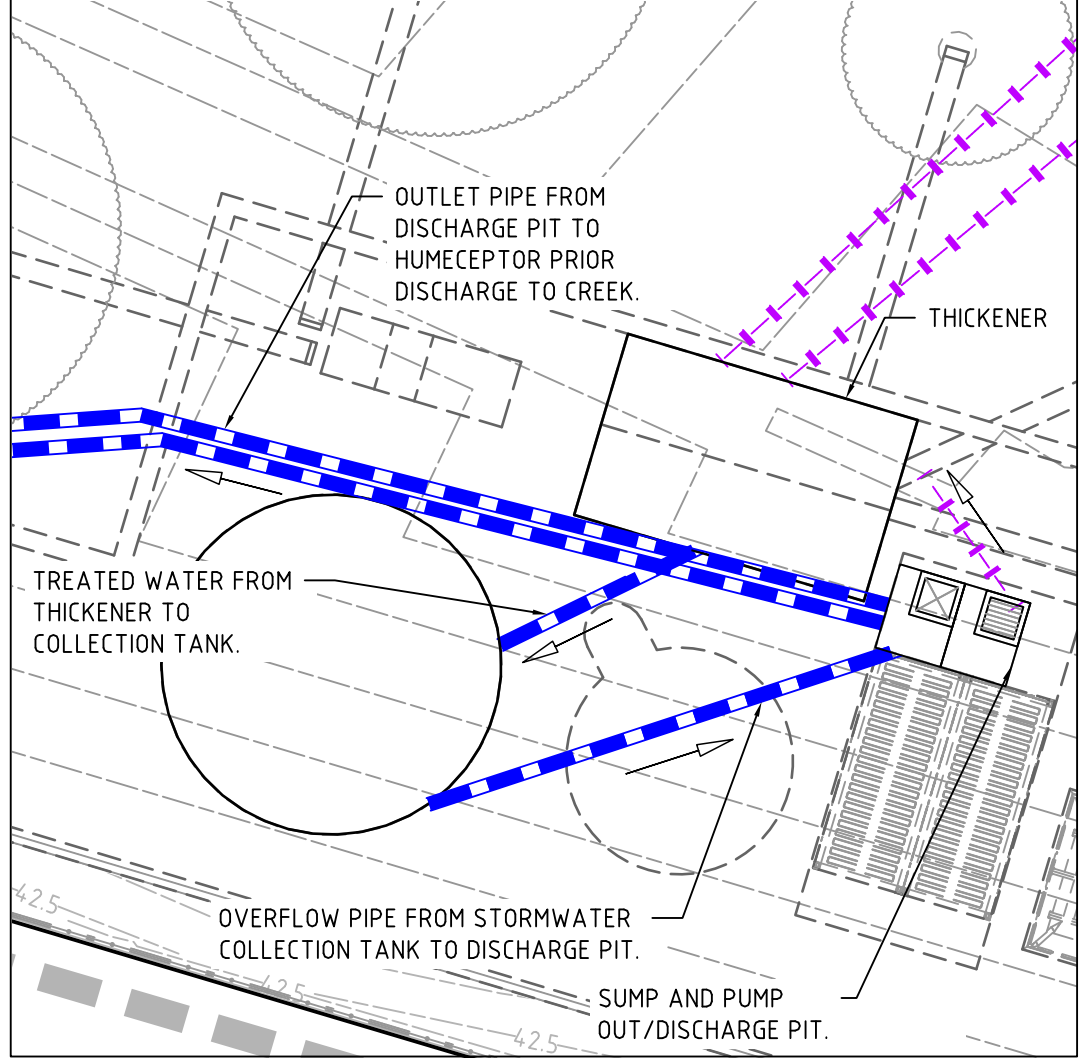 OUTLET PIPE FROM
DISCHARGE PIT TO
HUMECEPTOR PRIOR
DISCHARGE TO CREEK.
THICKENER
TREATED WATER FROM
THICKENER TO
COLLECTION TANK.
42.5
OVERFLOW PIPE FROM STORMWATER
COLLECTION TANK TO DISCHARGE PIT.
42.5
SUMP AND PUMP
OUT/DISCHARGE PIT.
42.5